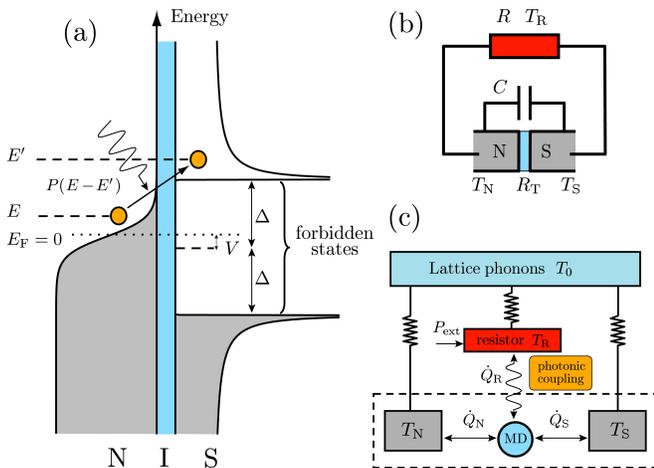 (a)
Energy
E′
P(E−E′)
E
E_F = 0
V
Δ
Δ
forbidden
states
N I S
(b)
R T_R
C
N S
T_N R_T T_S
(c)
Lattice phonons T_0
P_ext
resistor T_R
photonic
coupling
Q̇_R
T_N Q̇_N MD Q̇_S T_S